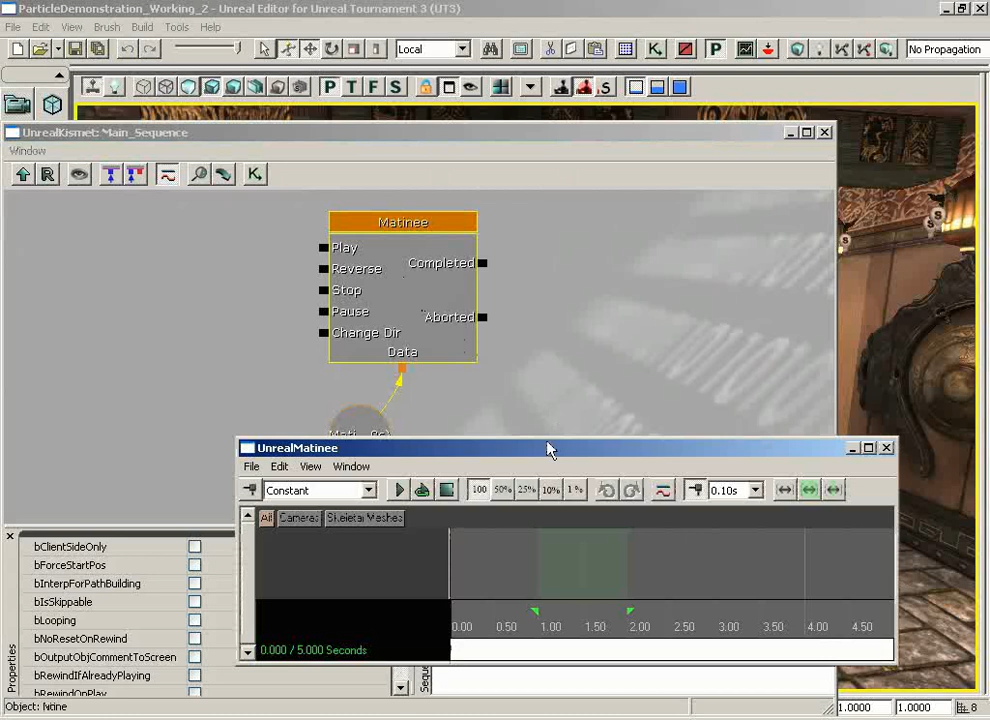 ParticleDemonstration_Working_2 - Unreal Editor for Unreal Tournament 3 (UT3)
File Edit View Brush Build Tools Help
Local No Propagation
P T F S
UnrealKismet: Main_Sequence
Window
Matinee
Play
Completed
Reverse
Stop
Pause
Aborted
Change Dir
Data
UnrealMatinee
File Edit View Window
Constant 100 50% 25% 10% 1 % 0.10s
All Cameras Skeletal Meshes
0.00 0.50 1.00 1.50 2.00 2.50 3.00 3.50 4.00 4.50
0.000 / 5.000 Seconds
Properties
bClientSideOnly
bForceStartPos
bInterpForPathBuilding
bIsSkippable
bLooping
bNoResetOnRewind
bOutputObjCommentToScreen
bRewindIfAlreadyPlaying
bRewindOnPlay
Object: None
1.0000 1.0000 8